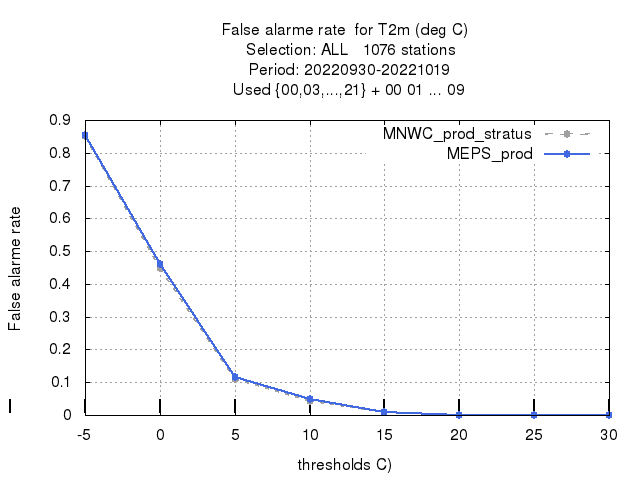 False alarme rate  for T2m (deg C)
Selection: ALL   1076 stations
Period: 20220930-20221019
Used {00,03,...,21} + 00 01 ... 09
MNWC_prod_stratus
MEPS_prod
False alarme rate
0.9
0.8
0.7
0.6
0.5
0.4
0.3
0.2
0.1
0
-5 0 5 10 15 20 25 30
thresholds C)